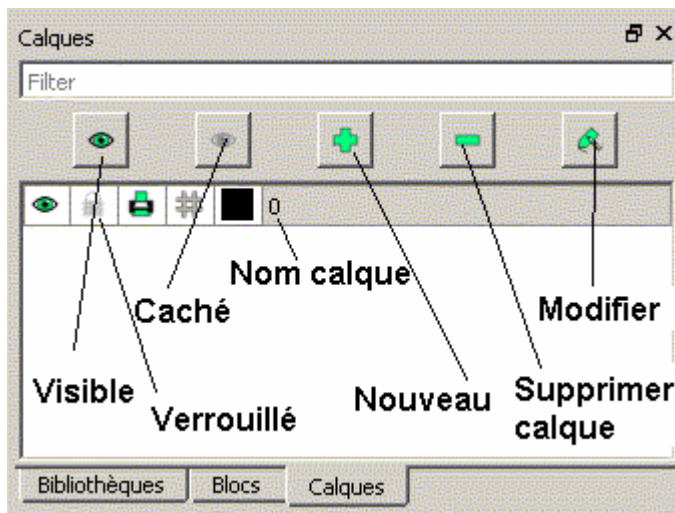 Calques
Filter
0
Nom calque
Caché
Modifier
Visible
Verrouillé
Nouveau
Supprimer
calque
Bibliothèques
Blocs
Calques